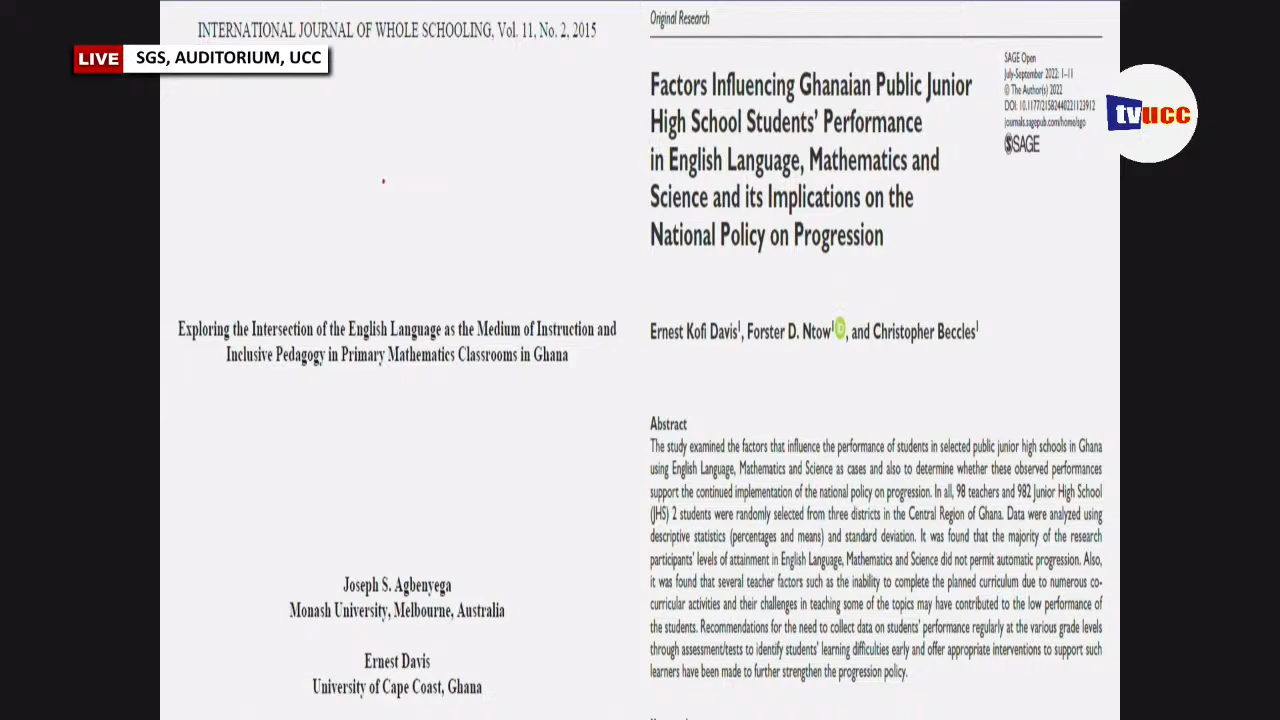 INTERNATIONAL JOURNAL OF WHOLE SCHOOLING, Vol. 11, No. 2, 2015
LIVE SGS, AUDITORIUM, UCC
Exploring the Intersection of the English Language as the Medium of Instruction and
Inclusive Pedagogy in Primary Mathematics Classrooms in Ghana
Joseph S. Agbenyega
Monash University, Melbourne, Australia
Ernest Davis
University of Cape Coast, Ghana
Original Research
Factors Influencing Ghanaian Public Junior
High School Students' Performance
in English Language, Mathematics and
Science and its Implications on the
National Policy on Progression
SAGE Open
July-September 2022: 1–11
© The Author(s) 2022
DOI: 10.1177/21582440221123912
journals.sagepub.com/home/sgo
SSAGE
tvucc
Ernest Kofi Davis1, Forster D. Ntow1 iD, and Christopher Beccles1
Abstract
The study examined the factors that influence the performance of students in selected public junior high schools in Ghana
using English Language, Mathematics and Science as cases and also to determine whether these observed performances
support the continued implementation of the national policy on progression. In all, 98 teachers and 982 Junior High School
(JHS) 2 students were randomly selected from three districts in the Central Region of Ghana. Data were analyzed using
descriptive statistics (percentages and means) and standard deviation. It was found that the majority of the research
participants' levels of attainment in English Language, Mathematics and Science did not permit automatic progression. Also,
it was found that several teacher factors such as the inability to complete the planned curriculum due to numerous co-
curricular activities and their challenges in teaching some of the topics may have contributed to the low performance of
the students. Recommendations for the need to collect data on students' performance regularly at the various grade levels
through assessment/tests to identify students' learning difficulties early and offer appropriate interventions to support such
learners have been made to further strengthen the progression policy.